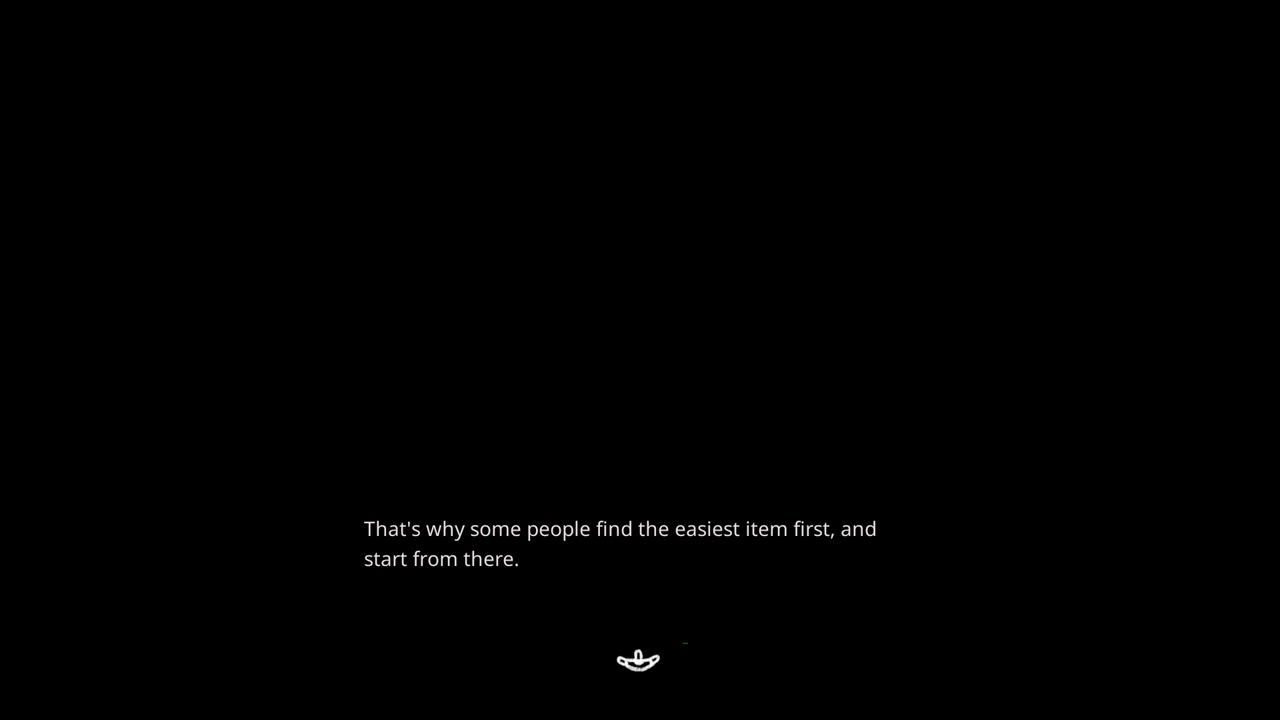 That's why some people find the easiest item first, and
start from there.